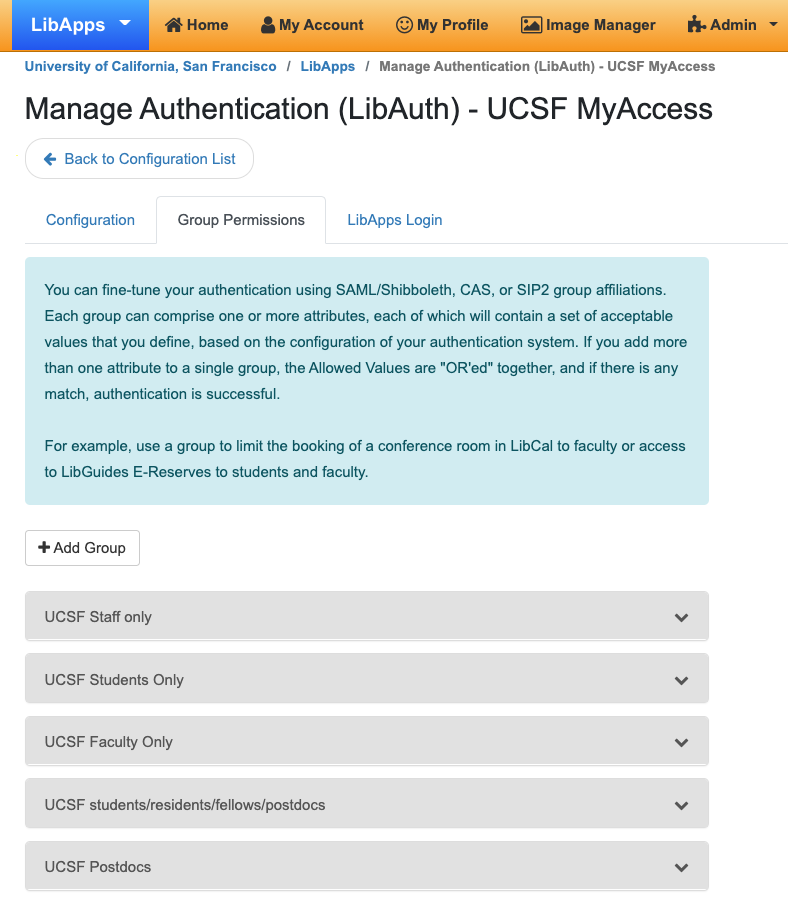 LibApps Home My Account My Profile Image Manager Admin
University of California, San Francisco / LibApps / Manage Authentication (LibAuth) - UCSF MyAccess
Manage Authentication (LibAuth) - UCSF MyAccess
Back to Configuration List
Configuration Group Permissions LibApps Login
You can fine-tune your authentication using SAML/Shibboleth, CAS, or SIP2 group affiliations.
Each group can comprise one or more attributes, each of which will contain a set of acceptable
values that you define, based on the configuration of your authentication system. If you add more
than one attribute to a single group, the Allowed Values are "OR'ed" together, and if there is any
match, authentication is successful.
For example, use a group to limit the booking of a conference room in LibCal to faculty or access
to LibGuides E-Reserves to students and faculty.
Add Group
UCSF Staff only
UCSF Students Only
UCSF Faculty Only
UCSF students/residents/fellows/postdocs
UCSF Postdocs